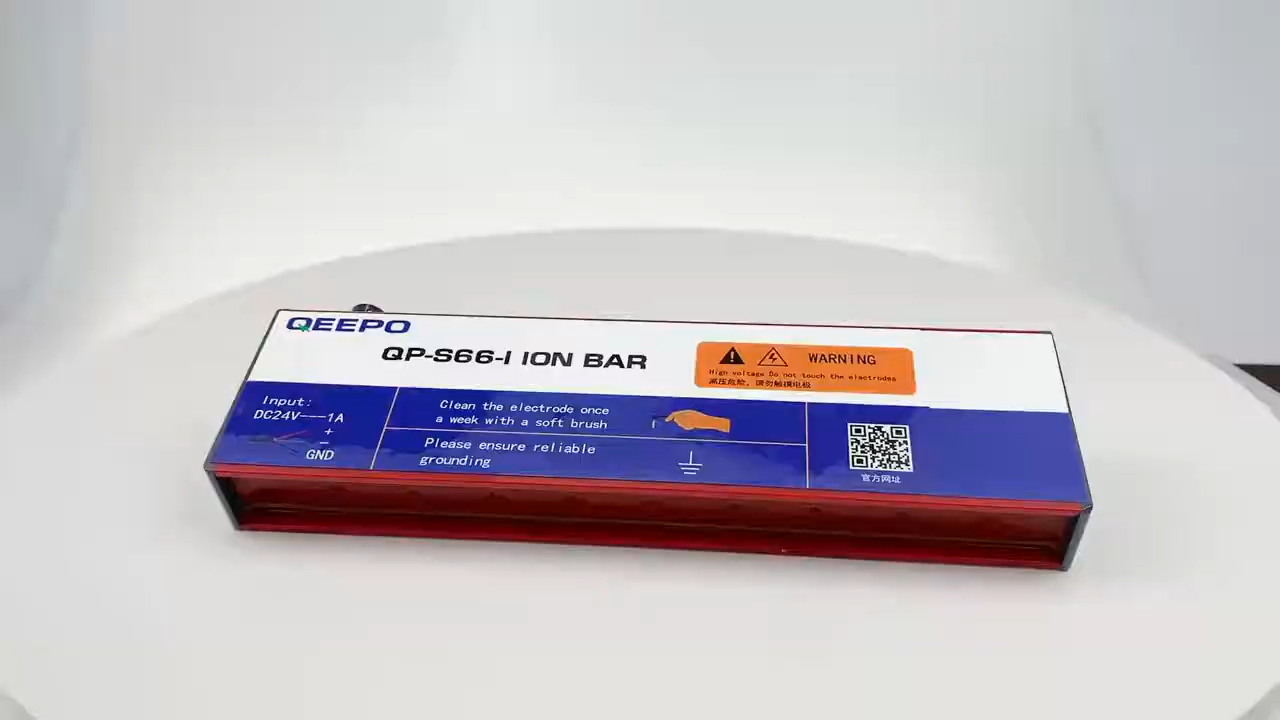 QEEPO
QP-S66-I ION BAR
WARNING
High voltage Do not touch the electrodes
高压危险，请勿触摸电极
Input:
DC24V---1A
+
−
GND
Clean the electrode once
a week with a soft brush
Please ensure reliable
grounding
官方网址